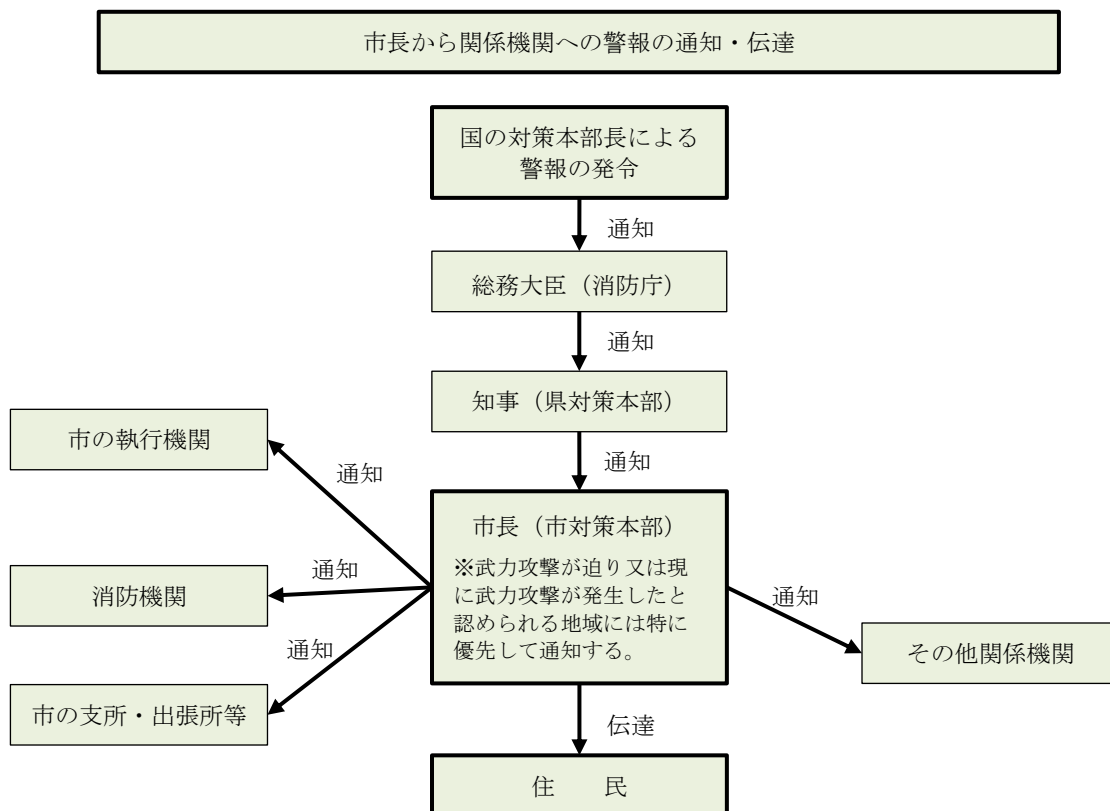 市長から関係機関への警報の通知・伝達
国の対策本部長による
警報の発令
通知
総務大臣（消防庁）
通知
知事（県対策本部）
市の執行機関
通知
通知
市長（市対策本部）
※武力攻撃が迫り又は現
に武力攻撃が発生したと
認められる地域には特に
優先して通知する。
消防機関
通知
通知
その他関係機関
通知
市の支所・出張所等
伝達
住　　民